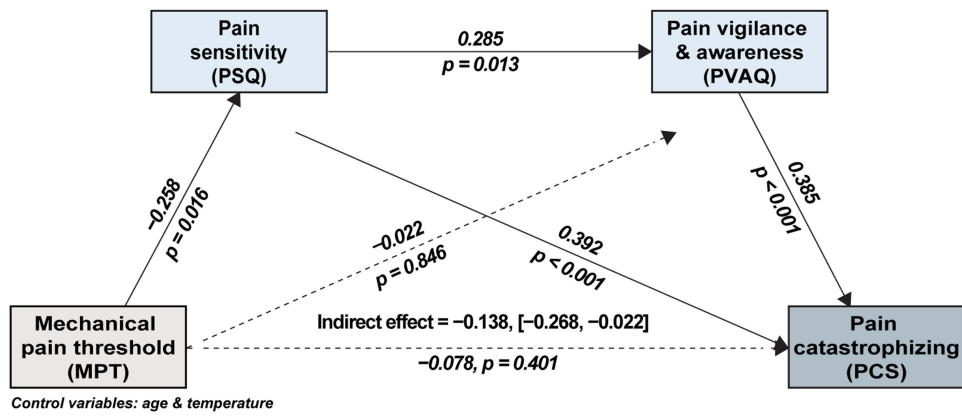 Pain
sensitivity
(PSQ)
0.285
p = 0.013
Pain vigilance
& awareness
(PVAQ)
−0.258
p = 0.016
−0.022
p = 0.846
0.392
p < 0.001
0.385
p < 0.001
Mechanical
pain threshold
(MPT)
Indirect effect = −0.138, [−0.268, −0.022]
−0.078, p = 0.401
Pain
catastrophizing
(PCS)
Control variables: age & temperature